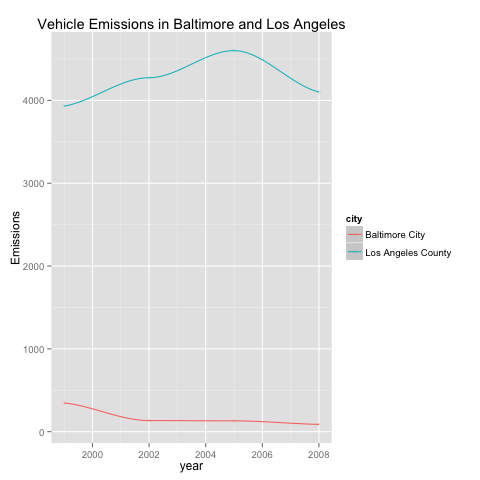 Vehicle Emissions in Baltimore and Los Angeles
4000
3000
2000
1000
0
Emissions
2000 2002 2004 2006 2008
year
city
Baltimore City
Los Angeles County